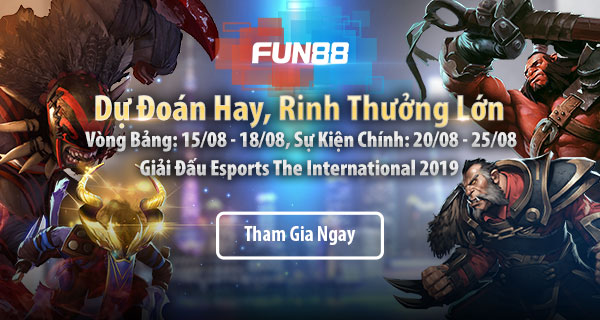 FUN88
Dự Đoán Hay, Rinh Thưởng Lớn
Vòng Bảng: 15/08 - 18/08, Sự Kiện Chính: 20/08 - 25/08
Giải Đấu Esports The International 2019
Tham Gia Ngay